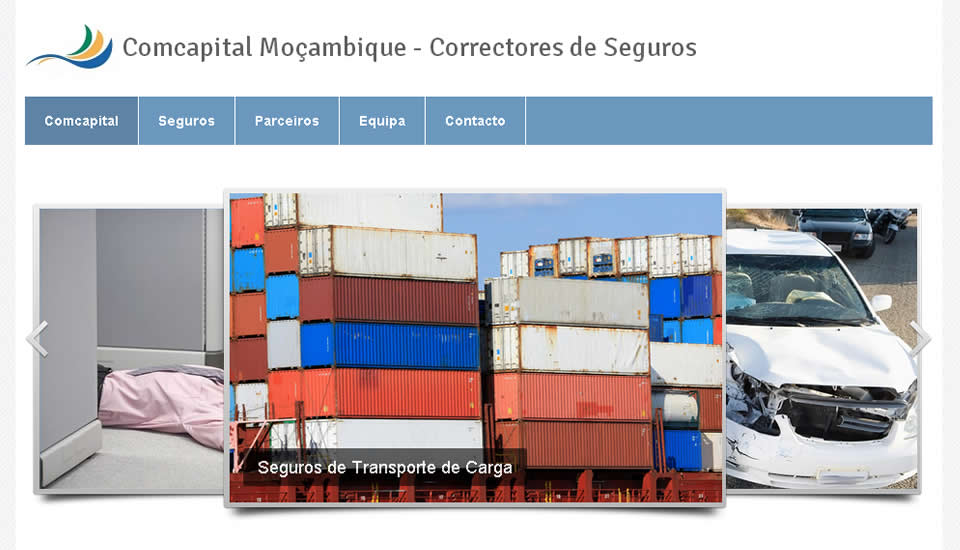 Comcapital Moçambique - Correctores de Seguros
Comcapital Seguros Parceiros Equipa Contacto
Seguros de Transporte de Carga